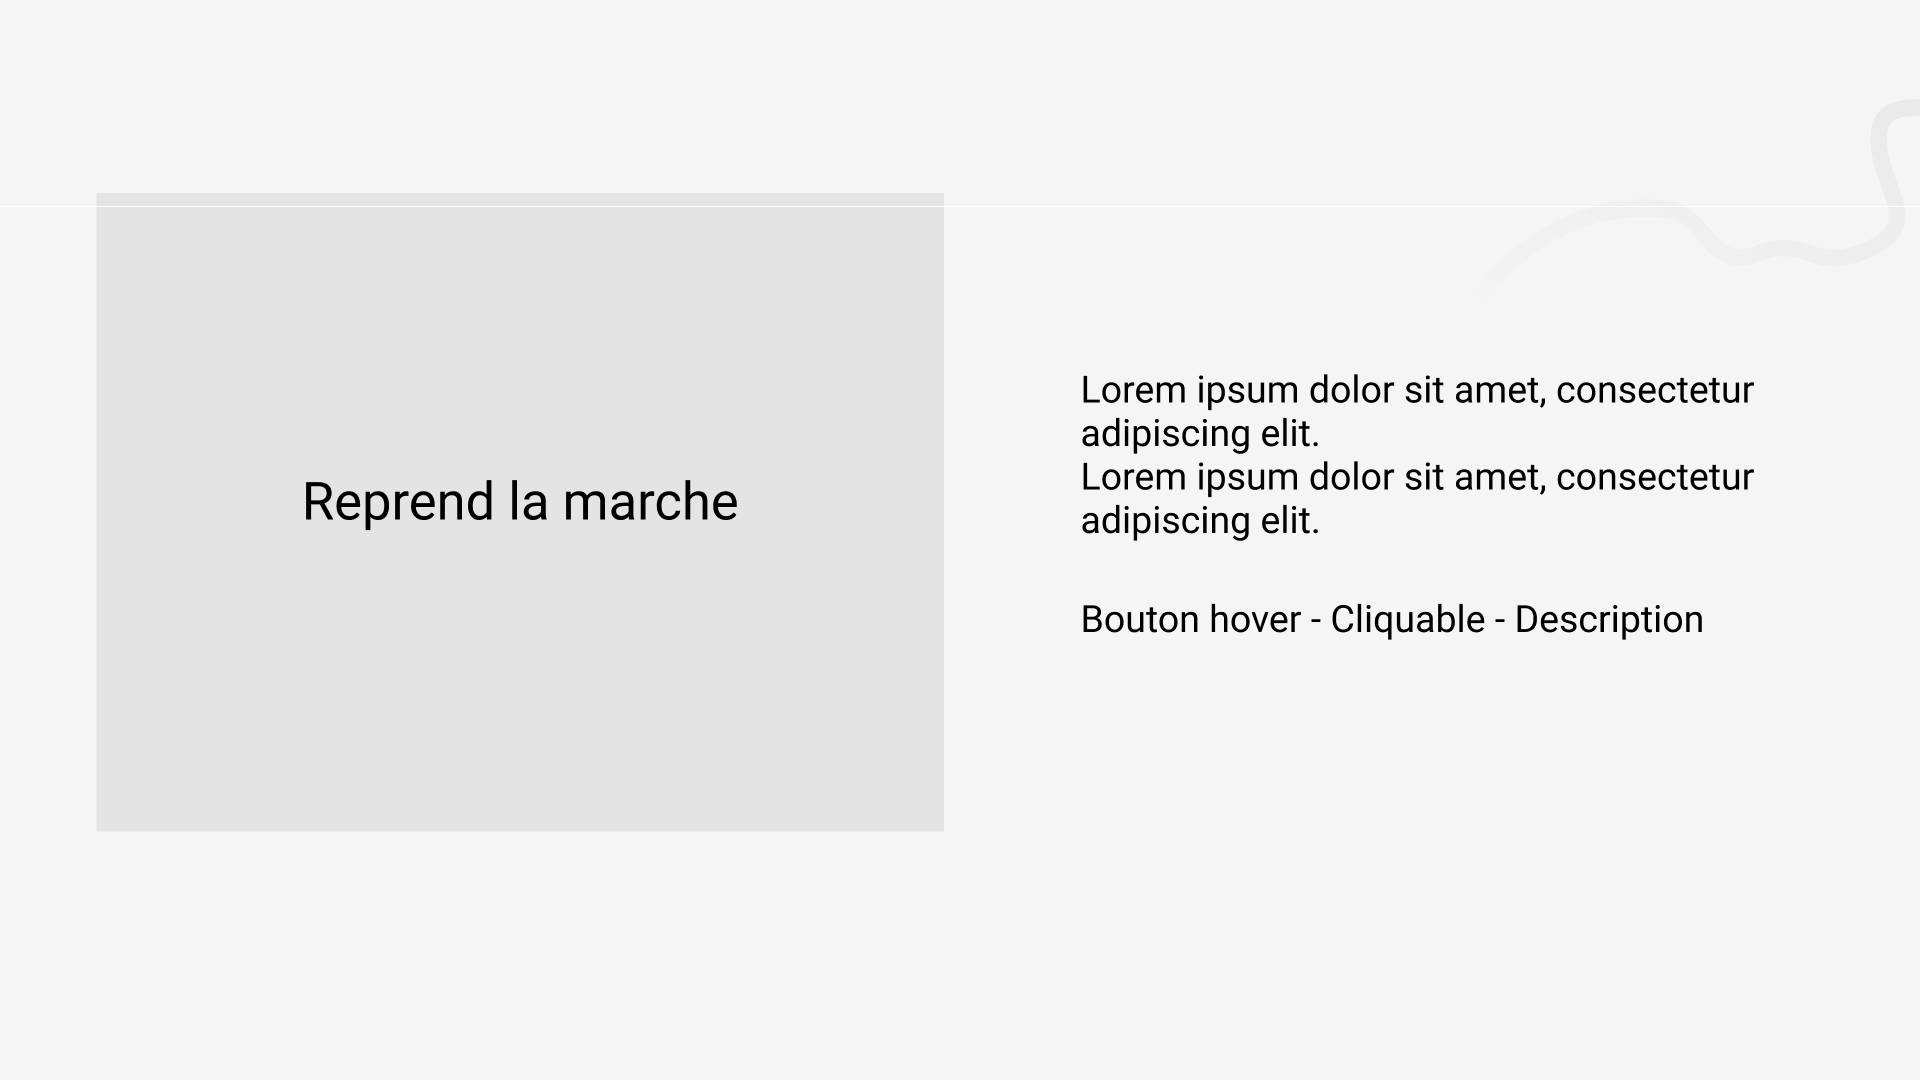 Reprend la marche
Lorem ipsum dolor sit amet, consectetur
adipiscing elit.
Lorem ipsum dolor sit amet, consectetur
adipiscing elit.
Bouton hover - Cliquable - Description